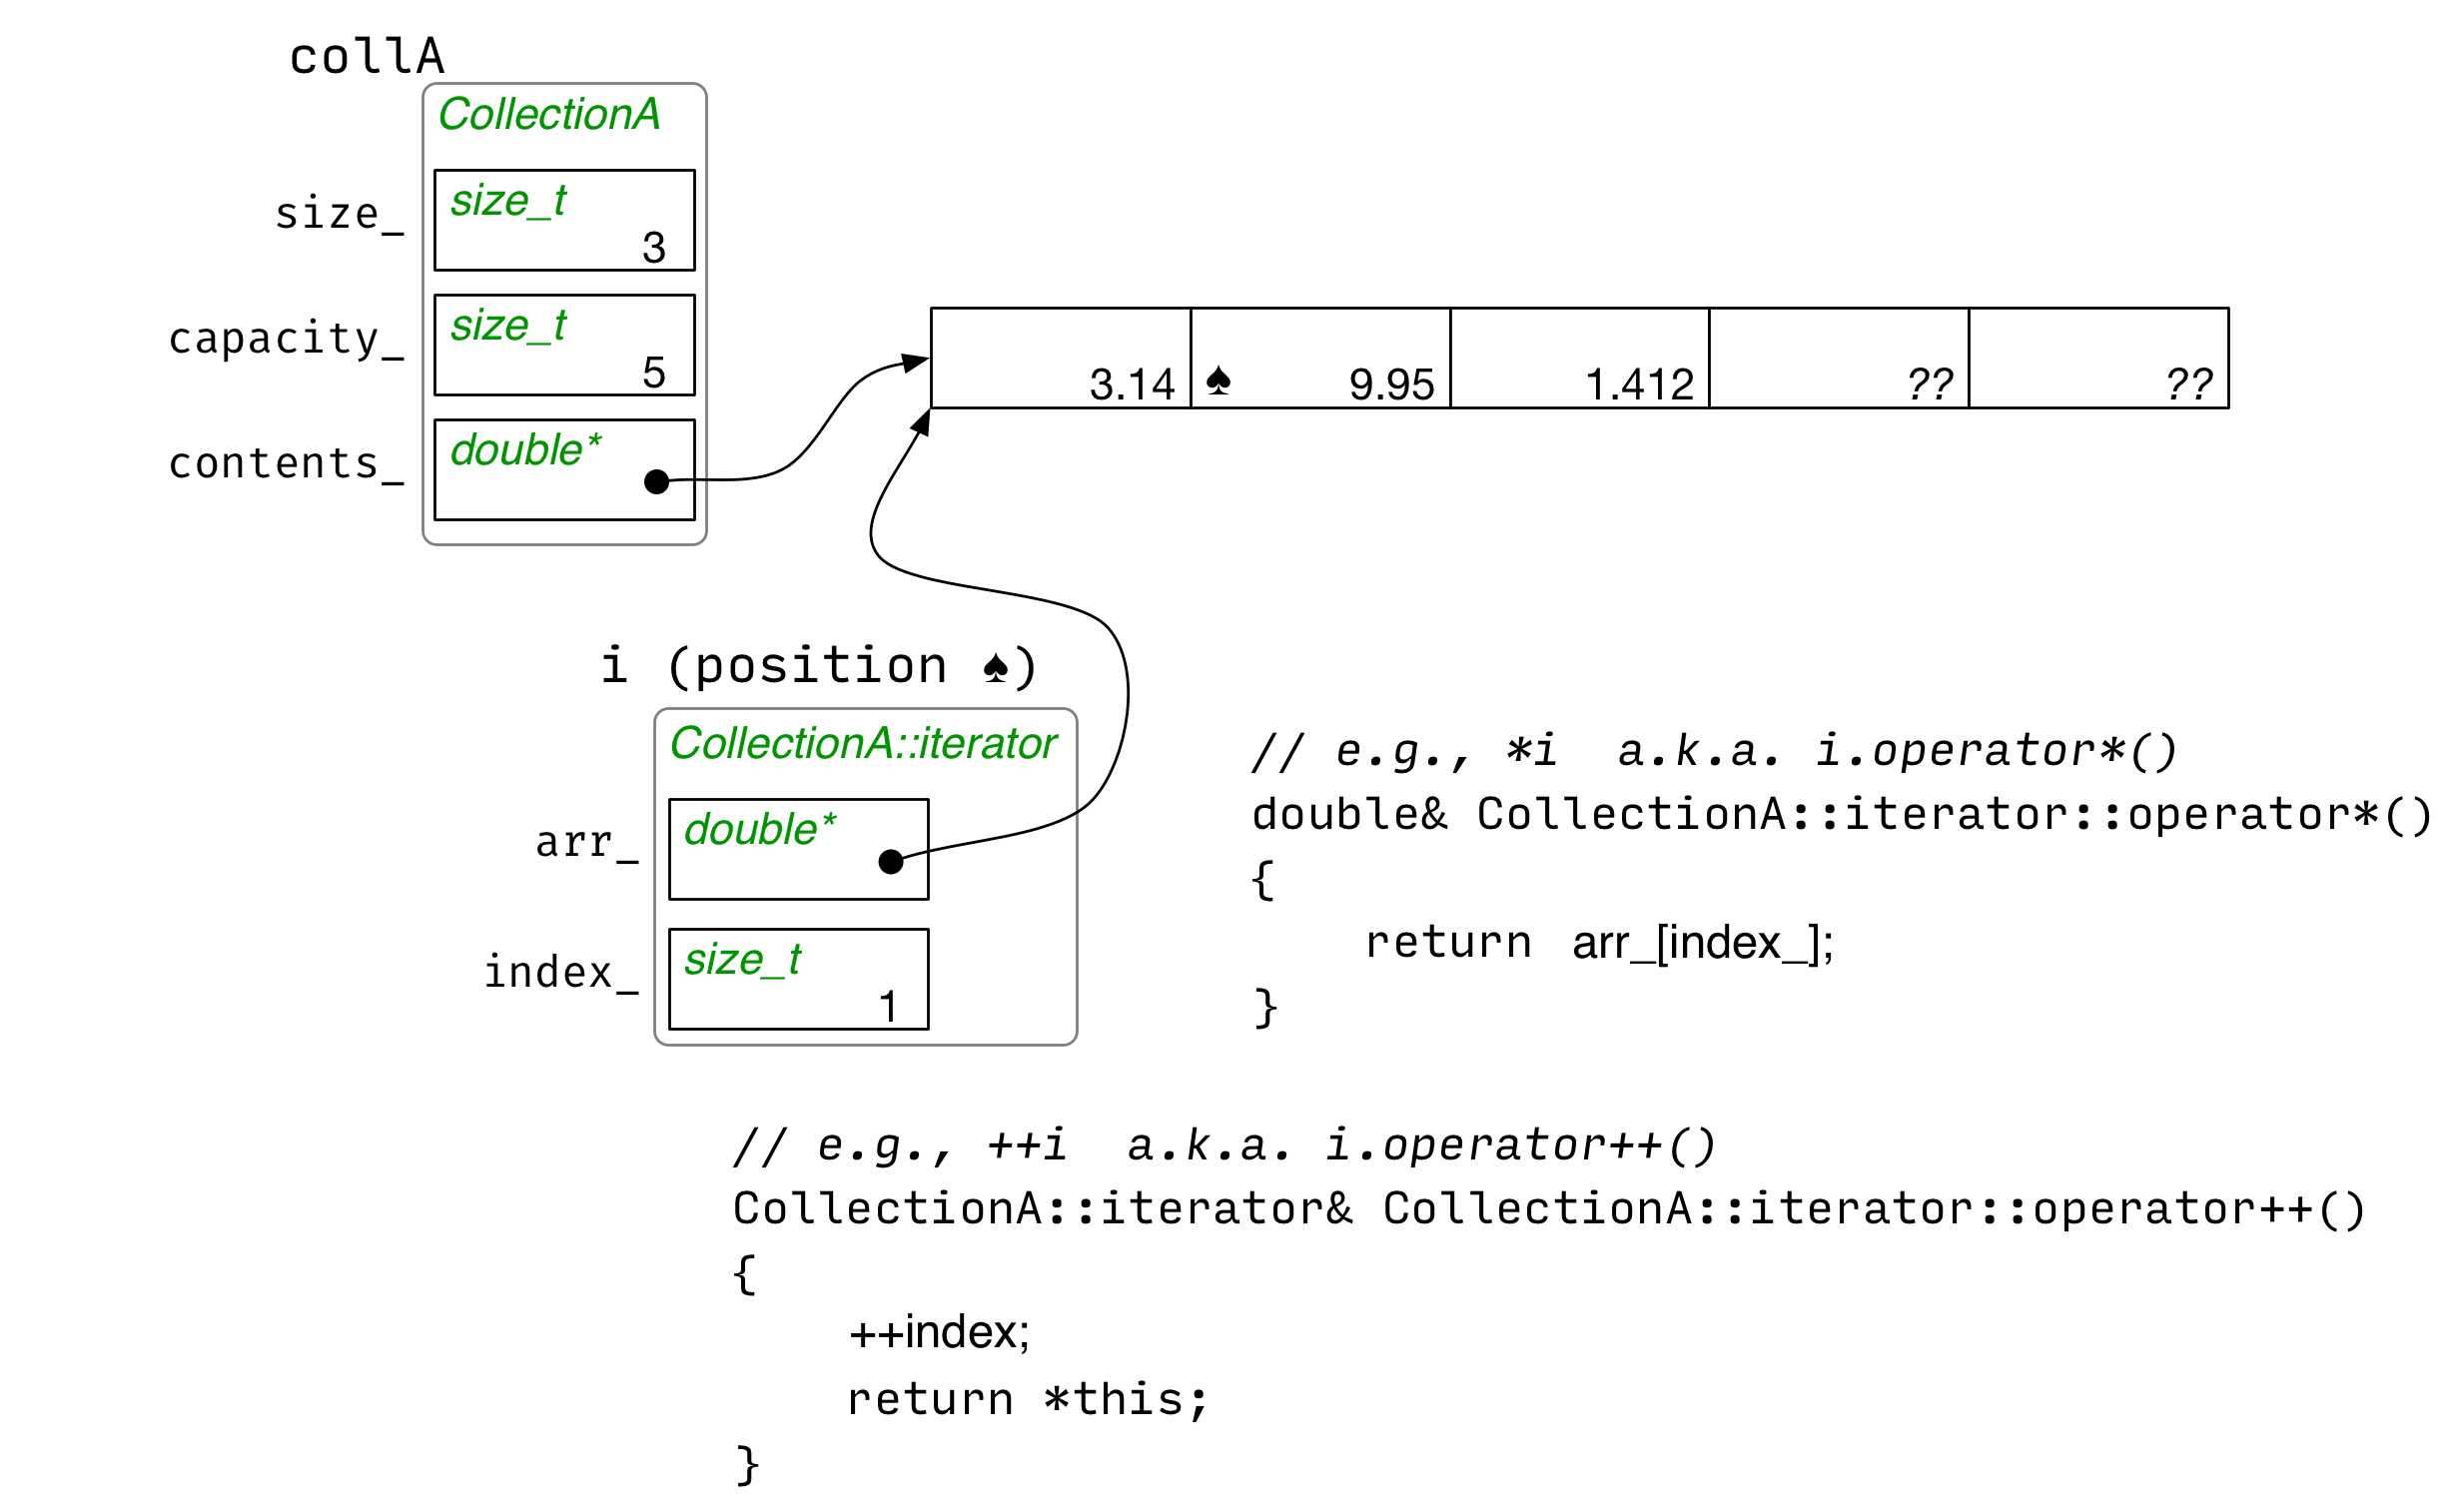 collA
CollectionA
size_
size_t
3
capacity_
size_t
5
contents_
double*
3.14 ♠ 9.95 1.412 ?? ??
i (position ♠)
CollectionA::iterator
arr_
double*
index_
size_t
1
// e.g., *i  a.k.a. i.operator*()
double& CollectionA::iterator::operator*()
{
return arr_[index_];
}
// e.g., ++i  a.k.a. i.operator++()
CollectionA::iterator& CollectionA::iterator::operator++()
{
++index;
return *this;
}